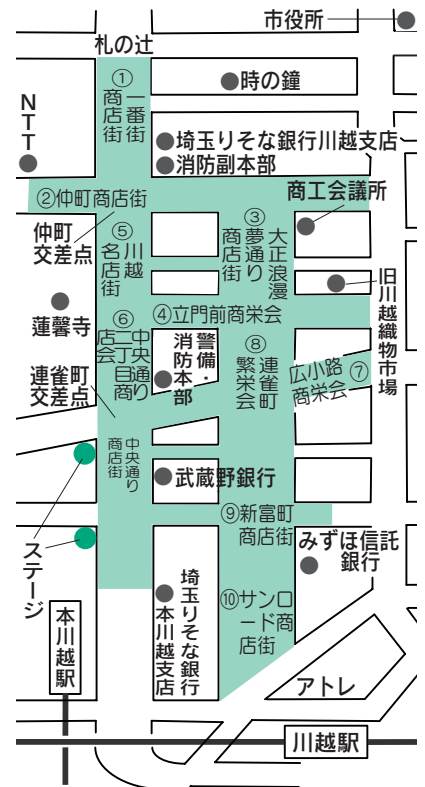 市役所
札の辻
①一番街
商店街
時の鐘
NTT
埼玉りそな銀行川越支店
消防副本部
②仲町商店街
商工会議所
仲町
交差点
③大正浪漫
夢通り
商店街
⑤川越
名店街
旧川越織物市場
蓮馨寺
④立門前商栄会
⑥中央通り
二丁目商
店会
警備・
消防本部
⑧連雀町
繁栄会
広小路⑦
商栄会
連雀町
交差点
中央通り
商店街
武蔵野銀行
⑨新富町
商店街
ステージ
みずほ信託
銀行
埼玉りそな銀行
本川越支店
⑩サンロ
ード商
店街
本川越駅
アトレ
川越駅